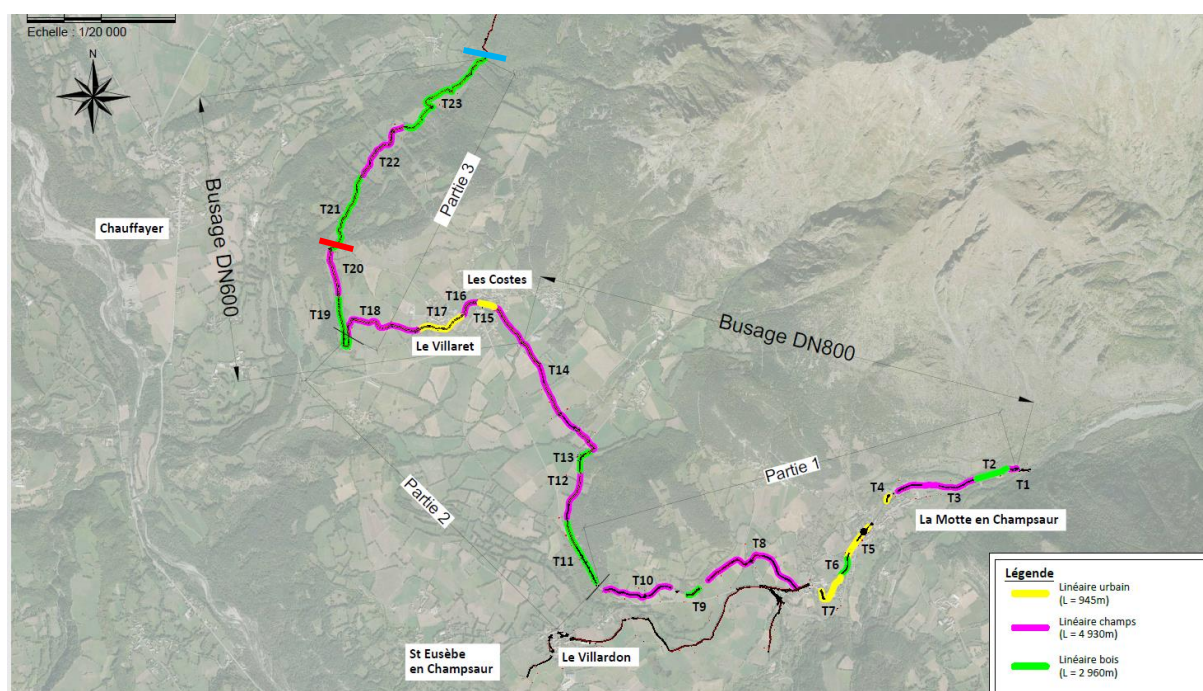 Echelle : 1/20 000
N
T23
T22
Partie 3
Busage DN600
T21
Chauffayer
T20
Les Costes
T16
T19
T18
T17
T15
Le Villaret
Busage DN800
T14
T13
T12
Partie 1
T2
T1
T4
T3
La Motte en Champsaur
Partie 2
T5
T8
T6
T11
T10
T9
T7
St Eusèbe
en Champsaur
Le Villardon
Légende
Linéaire urbain
(L = 945m)
Linéaire champs
(L = 4 930m)
Linéaire bois
(L = 2 960m)